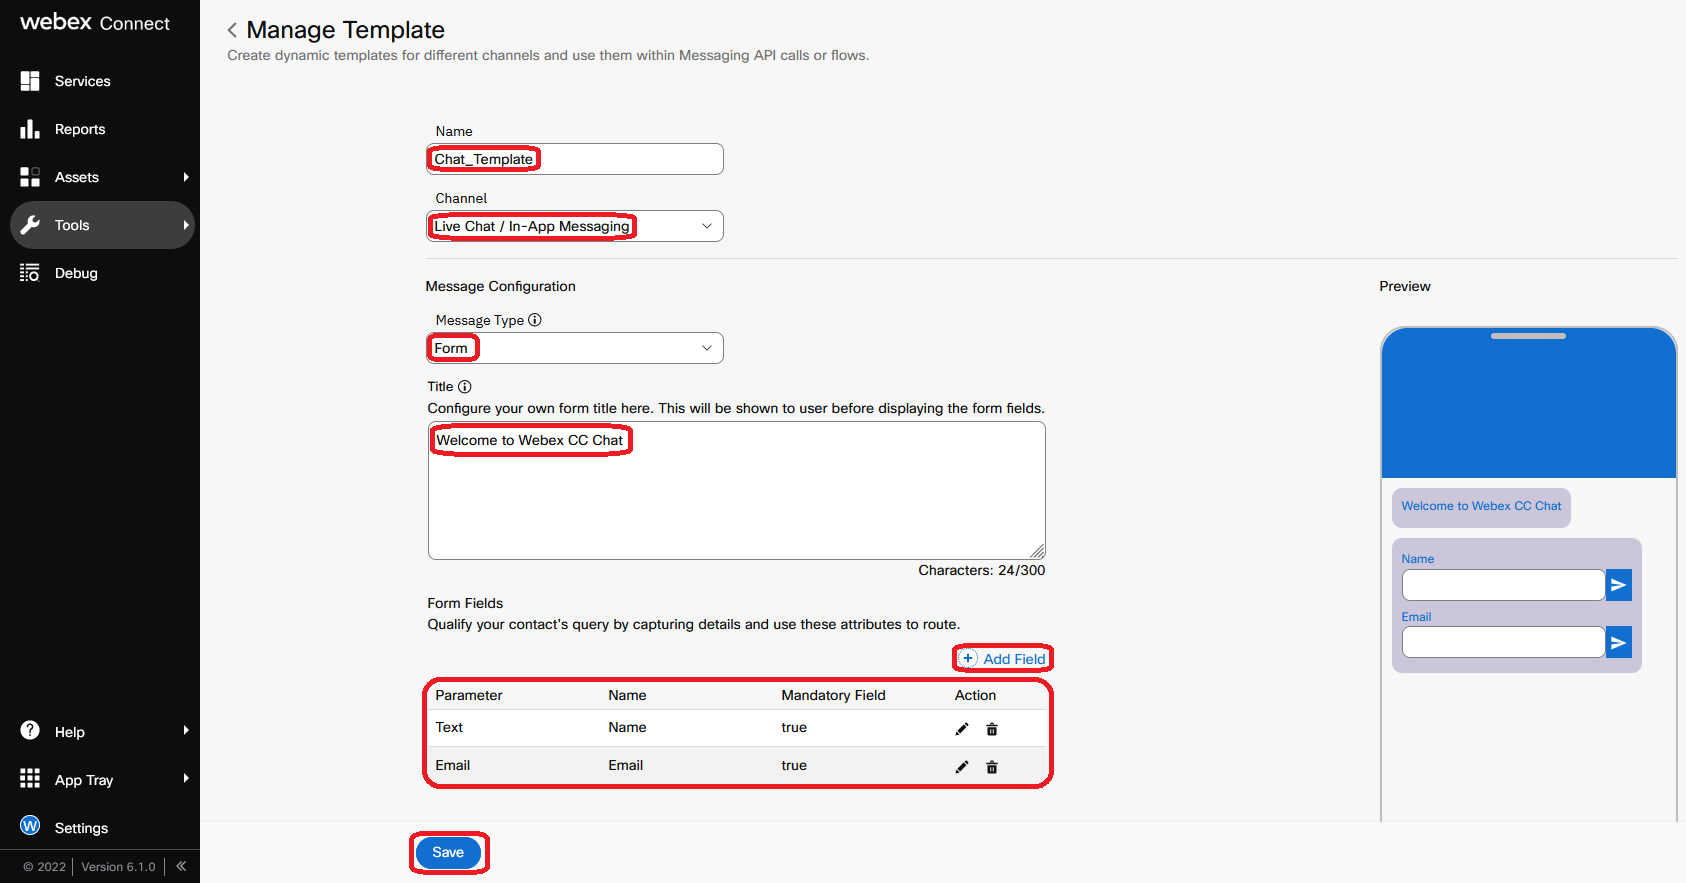 webex Connect
Services
Reports
Assets
Tools
Debug
Help
App Tray
W Settings
© 2022 Version 6.1.0
Manage Template
Create dynamic templates for different channels and use them within Messaging API calls or flows.
Name
Chat_Template
Channel
Live Chat / In-App Messaging
Message Configuration
Message Type
Form
Title
Configure your own form title here. This will be shown to user before displaying the form fields.
Welcome to Webex CC Chat
Characters: 24/300
Form Fields
Qualify your contact's query by capturing details and use these attributes to route.
+ Add Field
Parameter Name Mandatory Field Action
Text Name true
Email Email true
Save
Preview
Welcome to Webex CC Chat
Name
Email